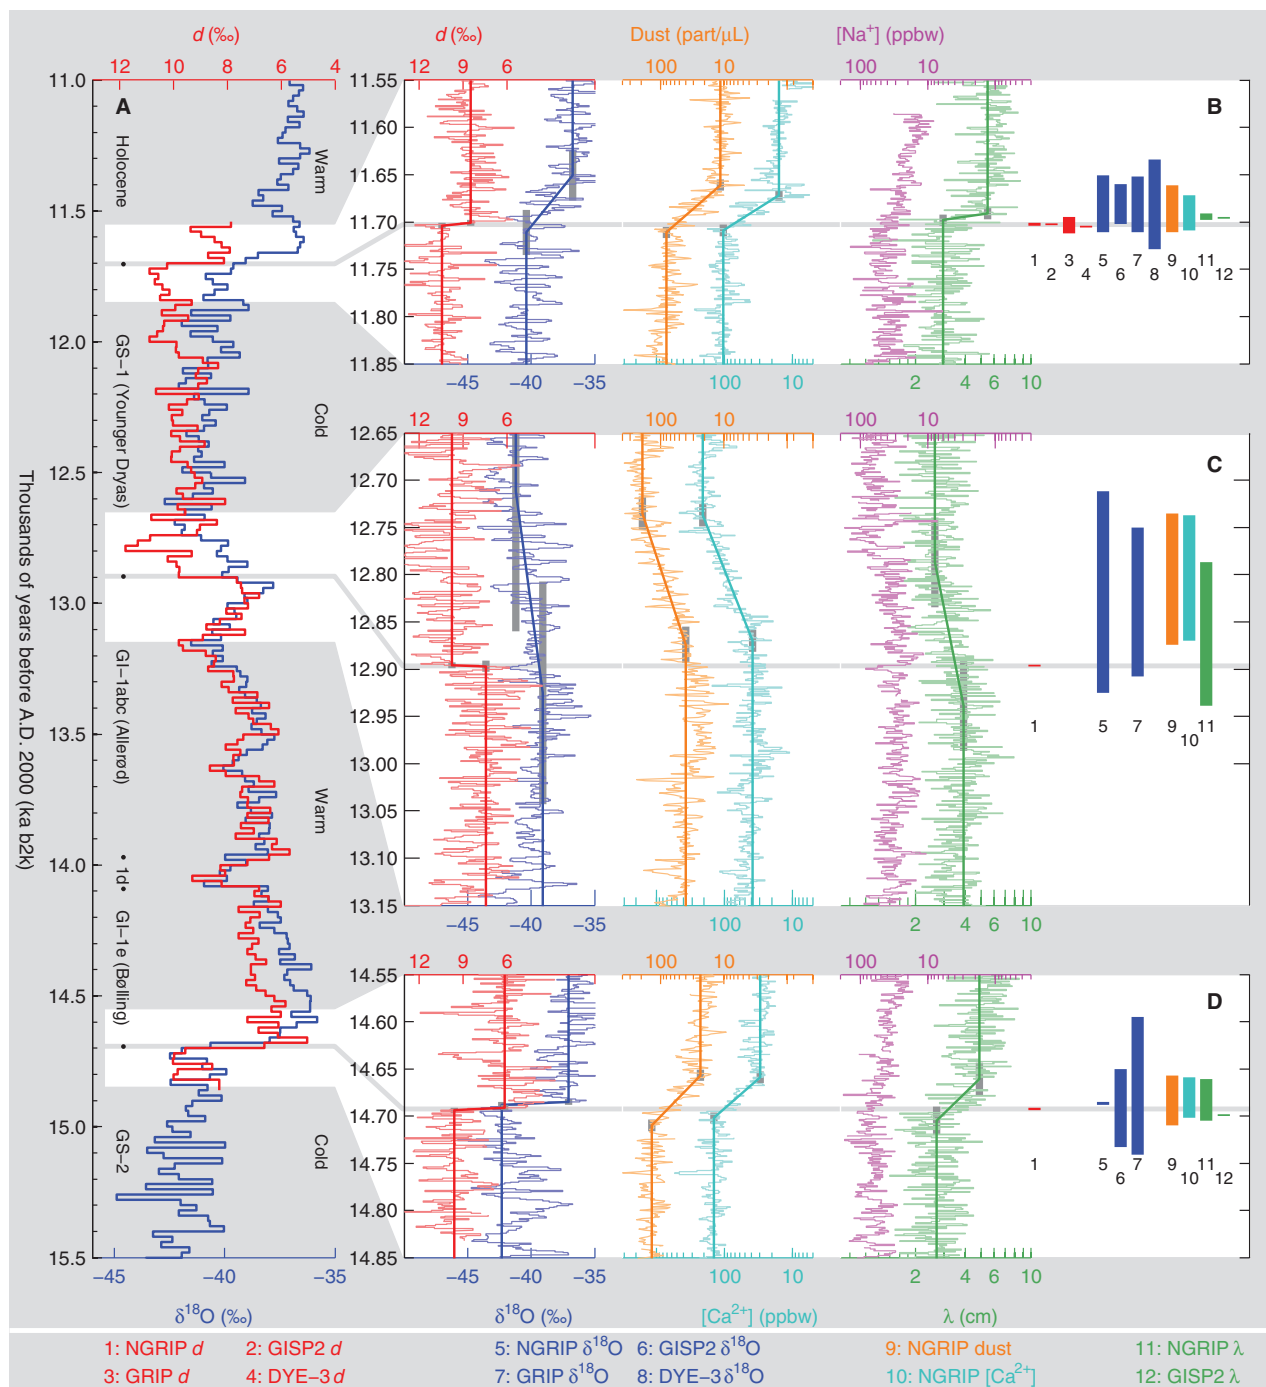 d (‰)
12 10 8 6 4
A
11.0
11.5
12.0
12.5
13.0
13.5
14.0
14.5
15.0
15.5
Thousands of years before A.D. 2000 (ka b2k)
Holocene
Warm
GS−1 (Younger Dryas)
Cold
GI−1abc (Allerød)
Warm
1d
GI−1e (Bølling)
GS−2
Cold
−45 −40 −35
δ18O (‰)
d (‰) Dust (part/μL) [Na+] (ppbw)
12 9 6 100 10 100 10
B
11.55
11.60
11.65
11.70
11.75
11.80
11.85
1 2 3 4 5 6 7 8 9 10 11 12
−45 −40 −35 100 10 2 4 6 10
12 9 6 100 10 100 10
C
12.65
12.70
12.75
12.80
12.85
12.90
12.95
13.00
13.05
13.10
13.15
1 5 7 9 10 11
−45 −40 −35 100 10 2 4 6 10
12 9 6 100 10 100 10
D
14.55
14.60
14.65
14.70
14.75
14.80
14.85
1 5 6 7 9 10 11 12
−45 −40 −35 100 10 2 4 6 10
δ18O (‰) [Ca2+] (ppbw) λ (cm)
1: NGRIP d 2: GISP2 d 5: NGRIP δ18O 6: GISP2 δ18O 9: NGRIP dust 11: NGRIP λ
3: GRIP d 4: DYE−3 d 7: GRIP δ18O 8: DYE−3 δ18O 10: NGRIP [Ca2+] 12: GISP2 λ